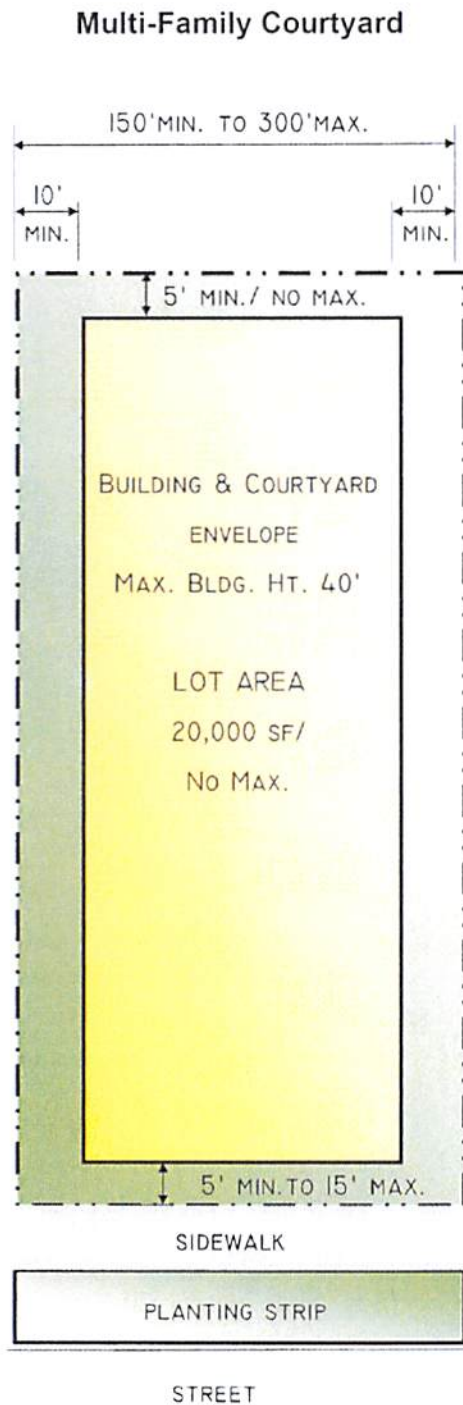 Multi-Family Courtyard
150'MIN. TO 300'MAX.
10'
MIN.
10'
MIN.
5' MIN./ NO MAX.
BUILDING & COURTYARD
ENVELOPE
MAX. BLDG. HT. 40'
LOT AREA
20,000 SF/
NO MAX.
5' MIN.TO 15' MAX.
SIDEWALK
PLANTING STRIP
STREET